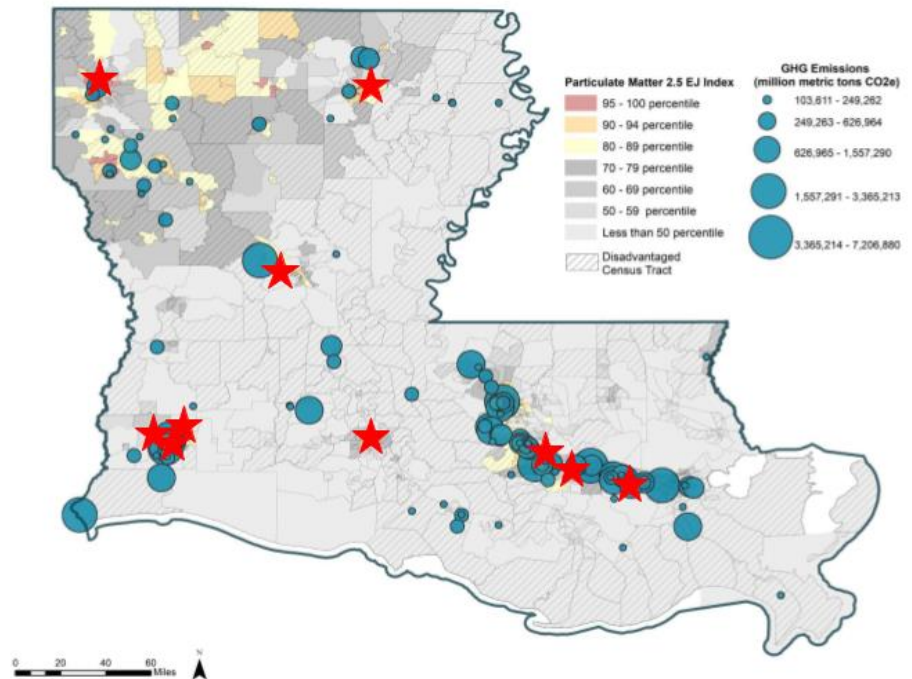 Particulate Matter 2.5 EJ Index
95 - 100 percentile
90 - 94 percentile
80 - 89 percentile
70 - 79 percentile
60 - 69 percentile
50 - 59 percentile
Less than 50 percentile
Disadvantaged
Census Tract
GHG Emissions
(million metric tons CO2e)
103,611 - 249,262
249,263 - 626,964
626,965 - 1,557,290
1,557,291 - 3,365,213
3,365,214 - 7,206,880
0 20 40 60
Miles
N